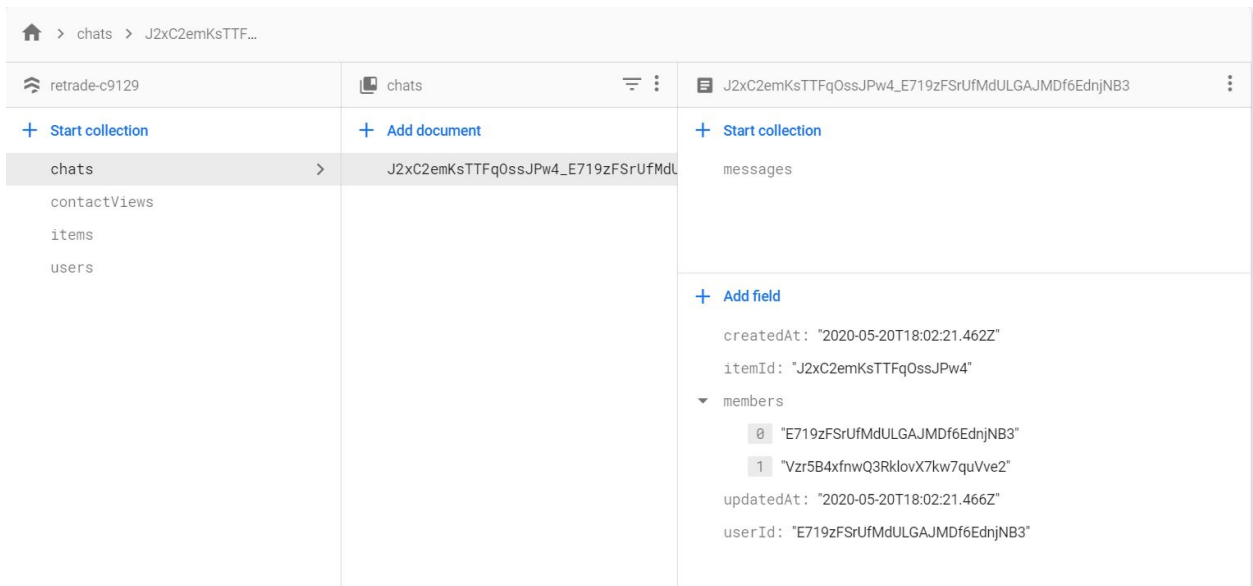 chats > J2xC2emKsTTF...
retrade-c9129
chats
J2xC2emKsTTFqOssJPw4_E719zFSrUfMdULGAJMDf6EdnjNB3
+ Start collection
+ Add document
+ Start collection
chats
contactViews
items
users
J2xC2emKsTTFqOssJPw4_E719zFSrUfMdU
messages
+ Add field
createdAt: "2020-05-20T18:02:21.462Z"
itemId: "J2xC2emKsTTFqOssJPw4"
members
0 "E719zFSrUfMdULGAJMDf6EdnjNB3"
1 "Vzr5B4xfnwQ3RklovX7kw7quVve2"
updatedAt: "2020-05-20T18:02:21.466Z"
userId: "E719zFSrUfMdULGAJMDf6EdnjNB3"